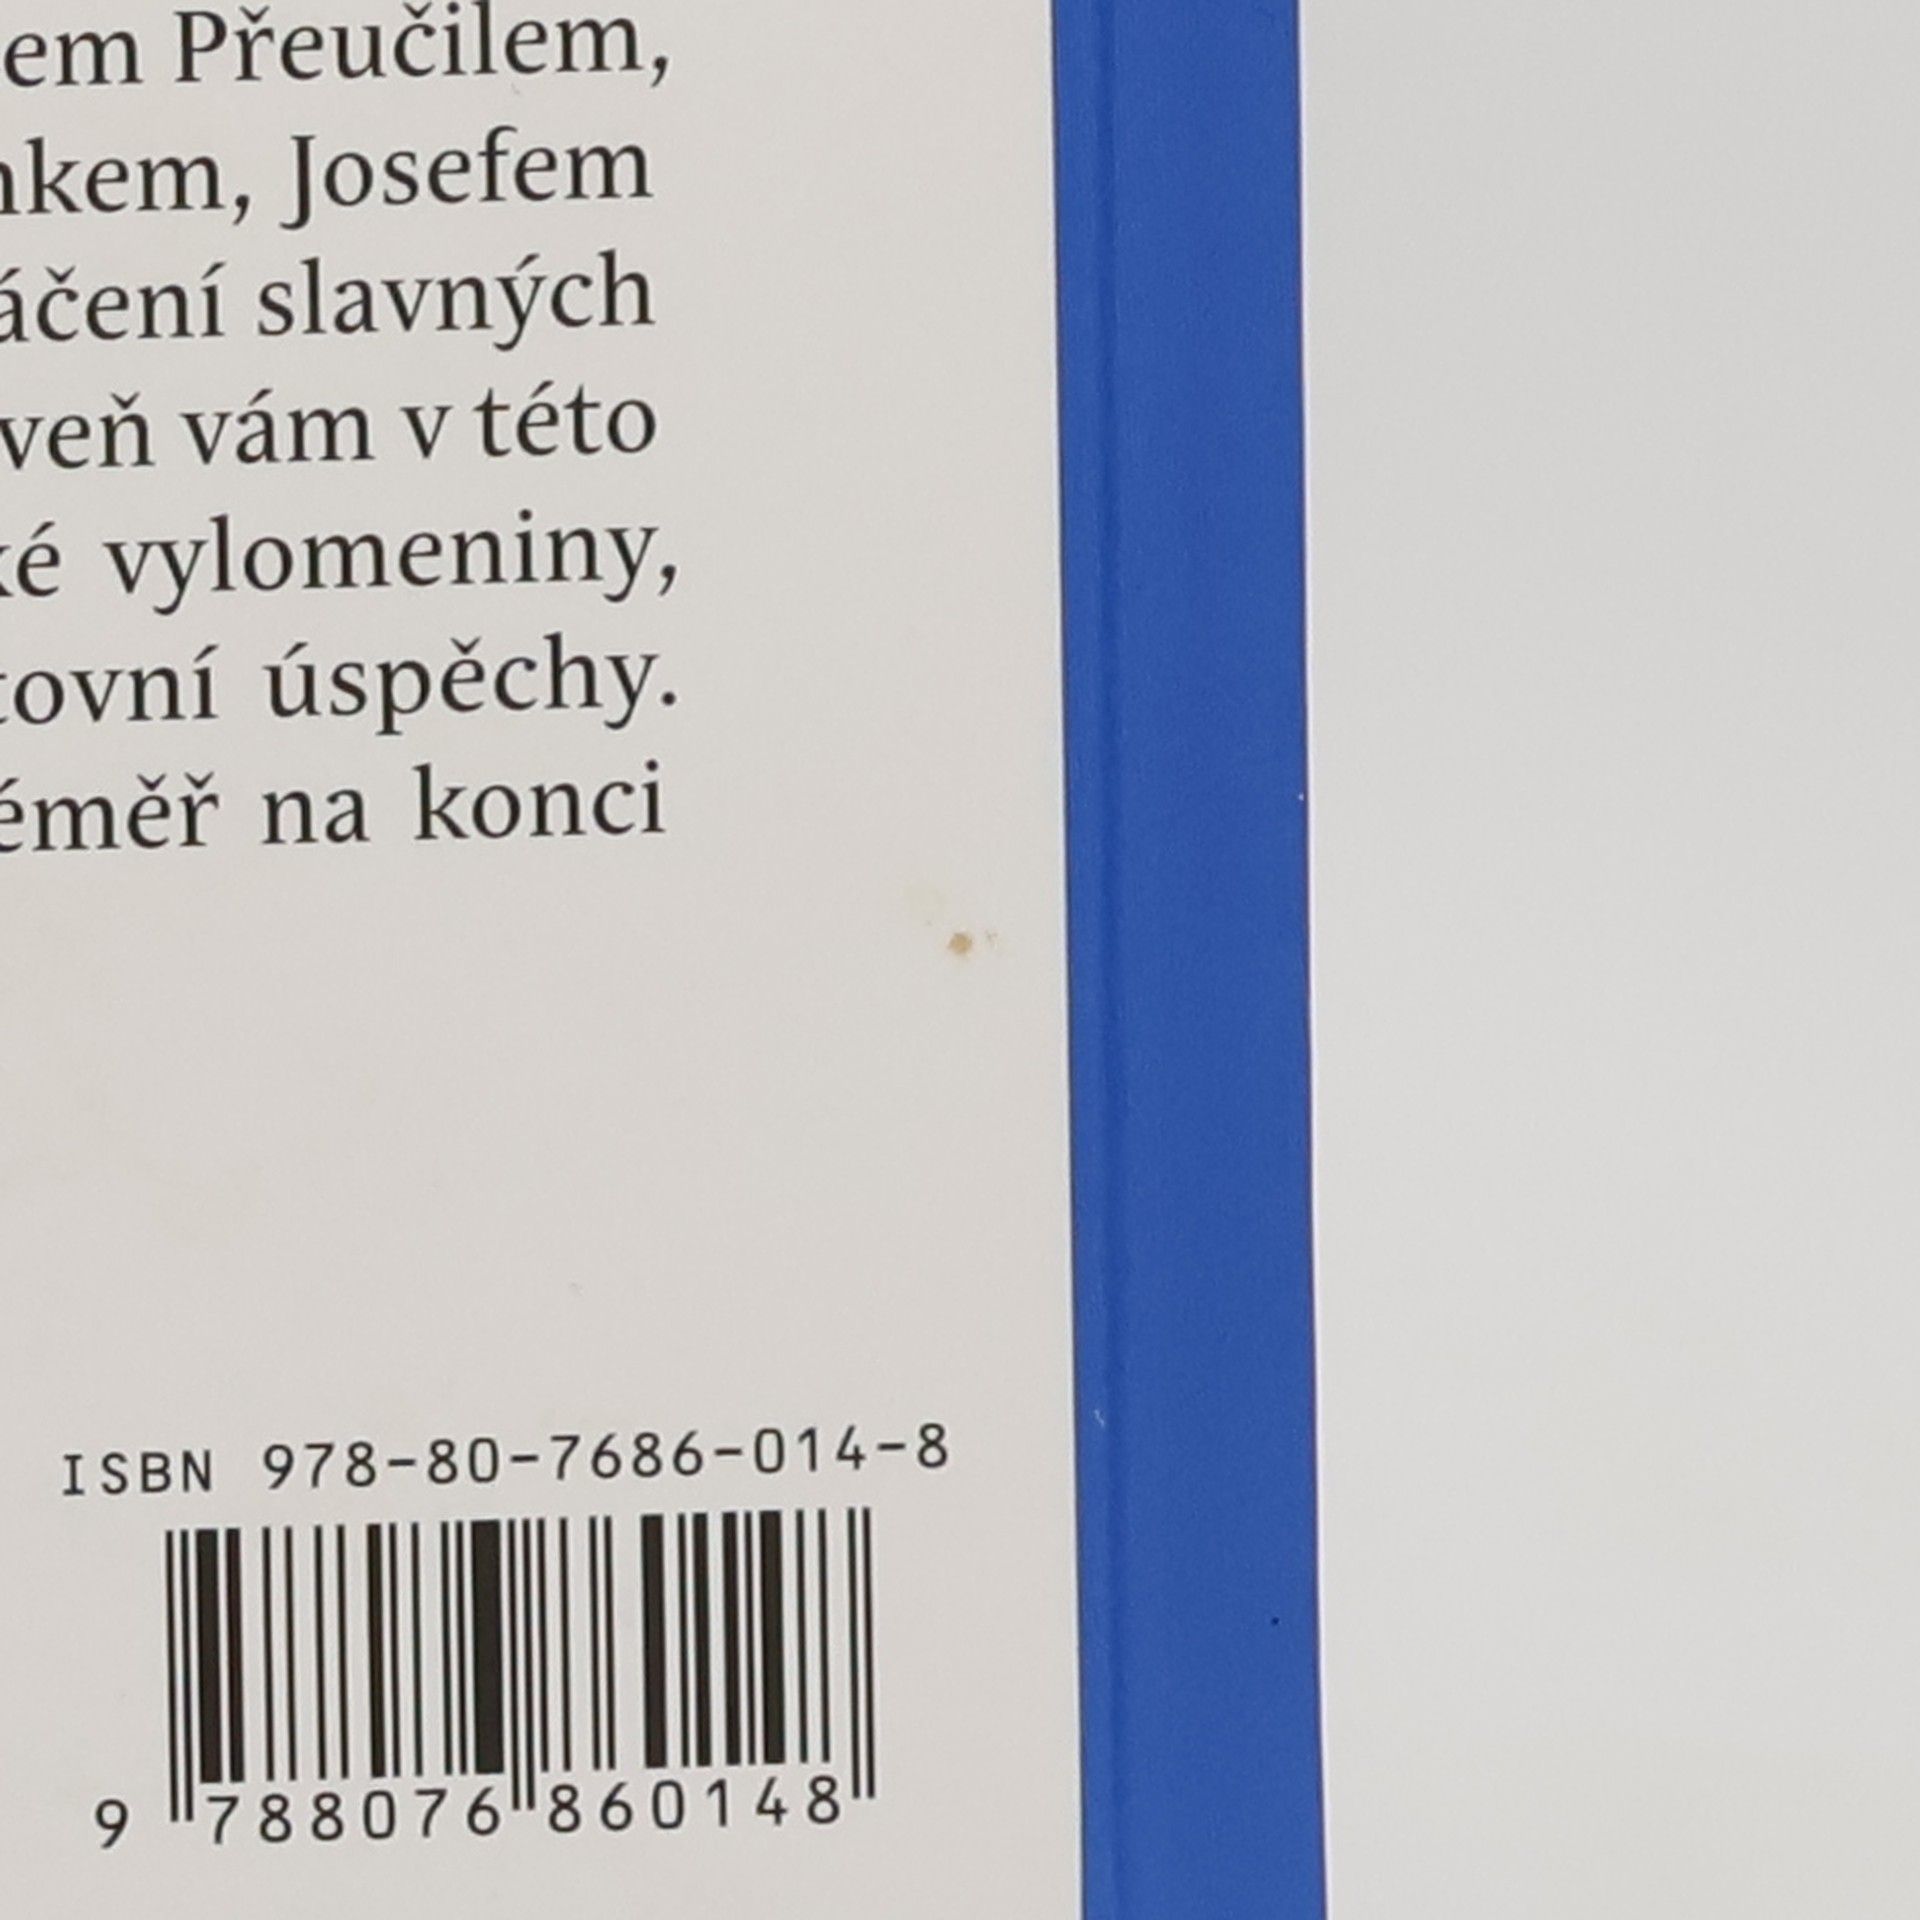 em Přeučilem,
nkem, Josefem
áčení slavných
veň vám v této
ké vylomeniny,
tovní úspěchy.
éměř na konci
ISBN 978-80-7686-014-8
9 788076 860148